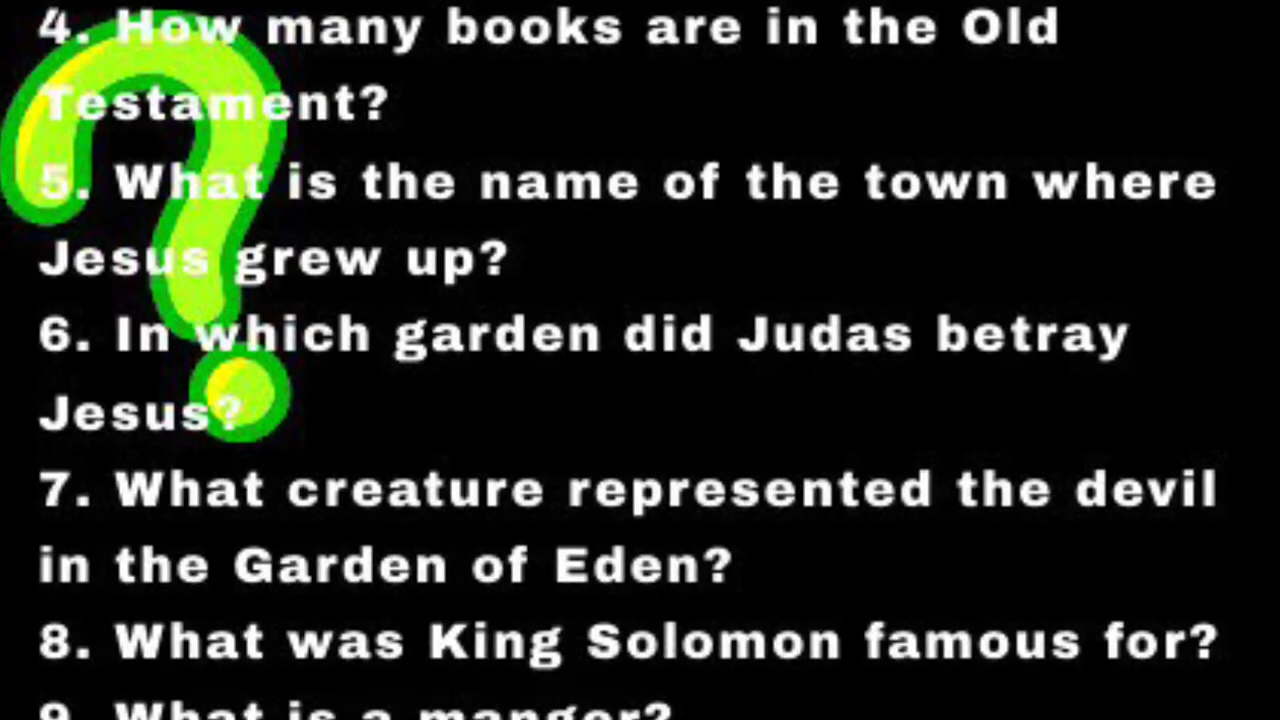 4. How many books are in the Old
Testament?
5. What is the name of the town where
Jesus grew up?
6. In which garden did Judas betray
Jesus?
7. What creature represented the devil
in the Garden of Eden?
8. What was King Solomon famous for?
9. What is a manger?